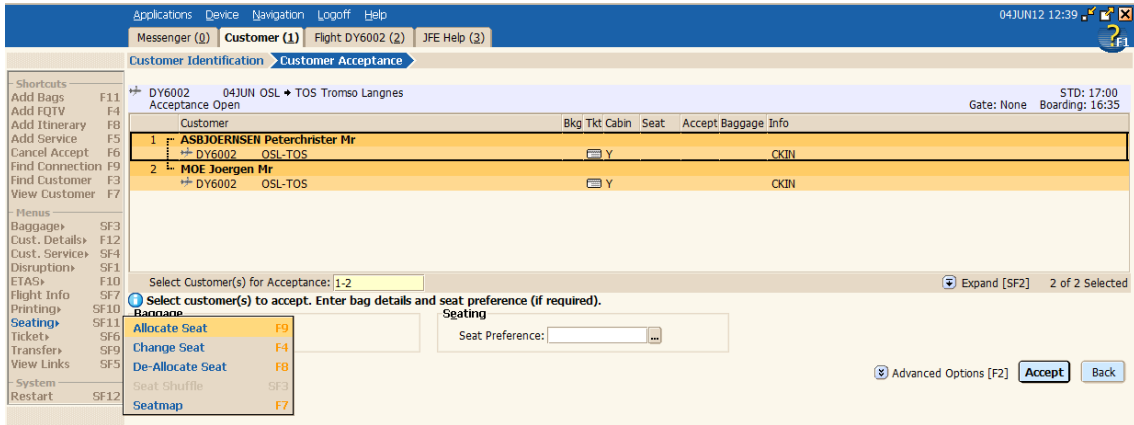 Applications Device Navigation Logoff Help 04JUN12 12:39
Messenger (0) Customer (1) Flight DY6002 (2) JFE Help (3) ?F1
Customer Identification Customer Acceptance
Shortcuts
Add Bags F11
Add FQTV F4
Add Itinerary F8
Add Service F5
Cancel Accept F6
Find Connection F9
Find Customer F3
View Customer F7
Menus
Baggage SF3
Cust. Details F12
Cust. Service SF4
Disruption SF1
ETAS F10
Flight Info SF7
Printing SF10
Seating SF11
Ticket SF6
Transfer SF9
View Links SF5
System
Restart SF12
DY6002 04JUN OSL TOS Tromso Langnes STD: 17:00
Acceptance Open Gate: None Boarding: 16:35
Customer Bkg Tkt Cabin Seat Accept Baggage Info
1 ASBJOERNSEN Peterchrister Mr
DY6002 OSL-TOS Y CKIN
2 MOE Joergen Mr
DY6002 OSL-TOS Y CKIN
Select Customer(s) for Acceptance: 1-2 Expand [SF2] 2 of 2 Selected
Select customer(s) to accept. Enter bag details and seat preference (if required).
Baggage Seating
Seat Preference: ...
Allocate Seat F9
Change Seat F4
De-Allocate Seat F8
Seat Shuffle SF3
Seatmap F7
Advanced Options [F2] Accept Back